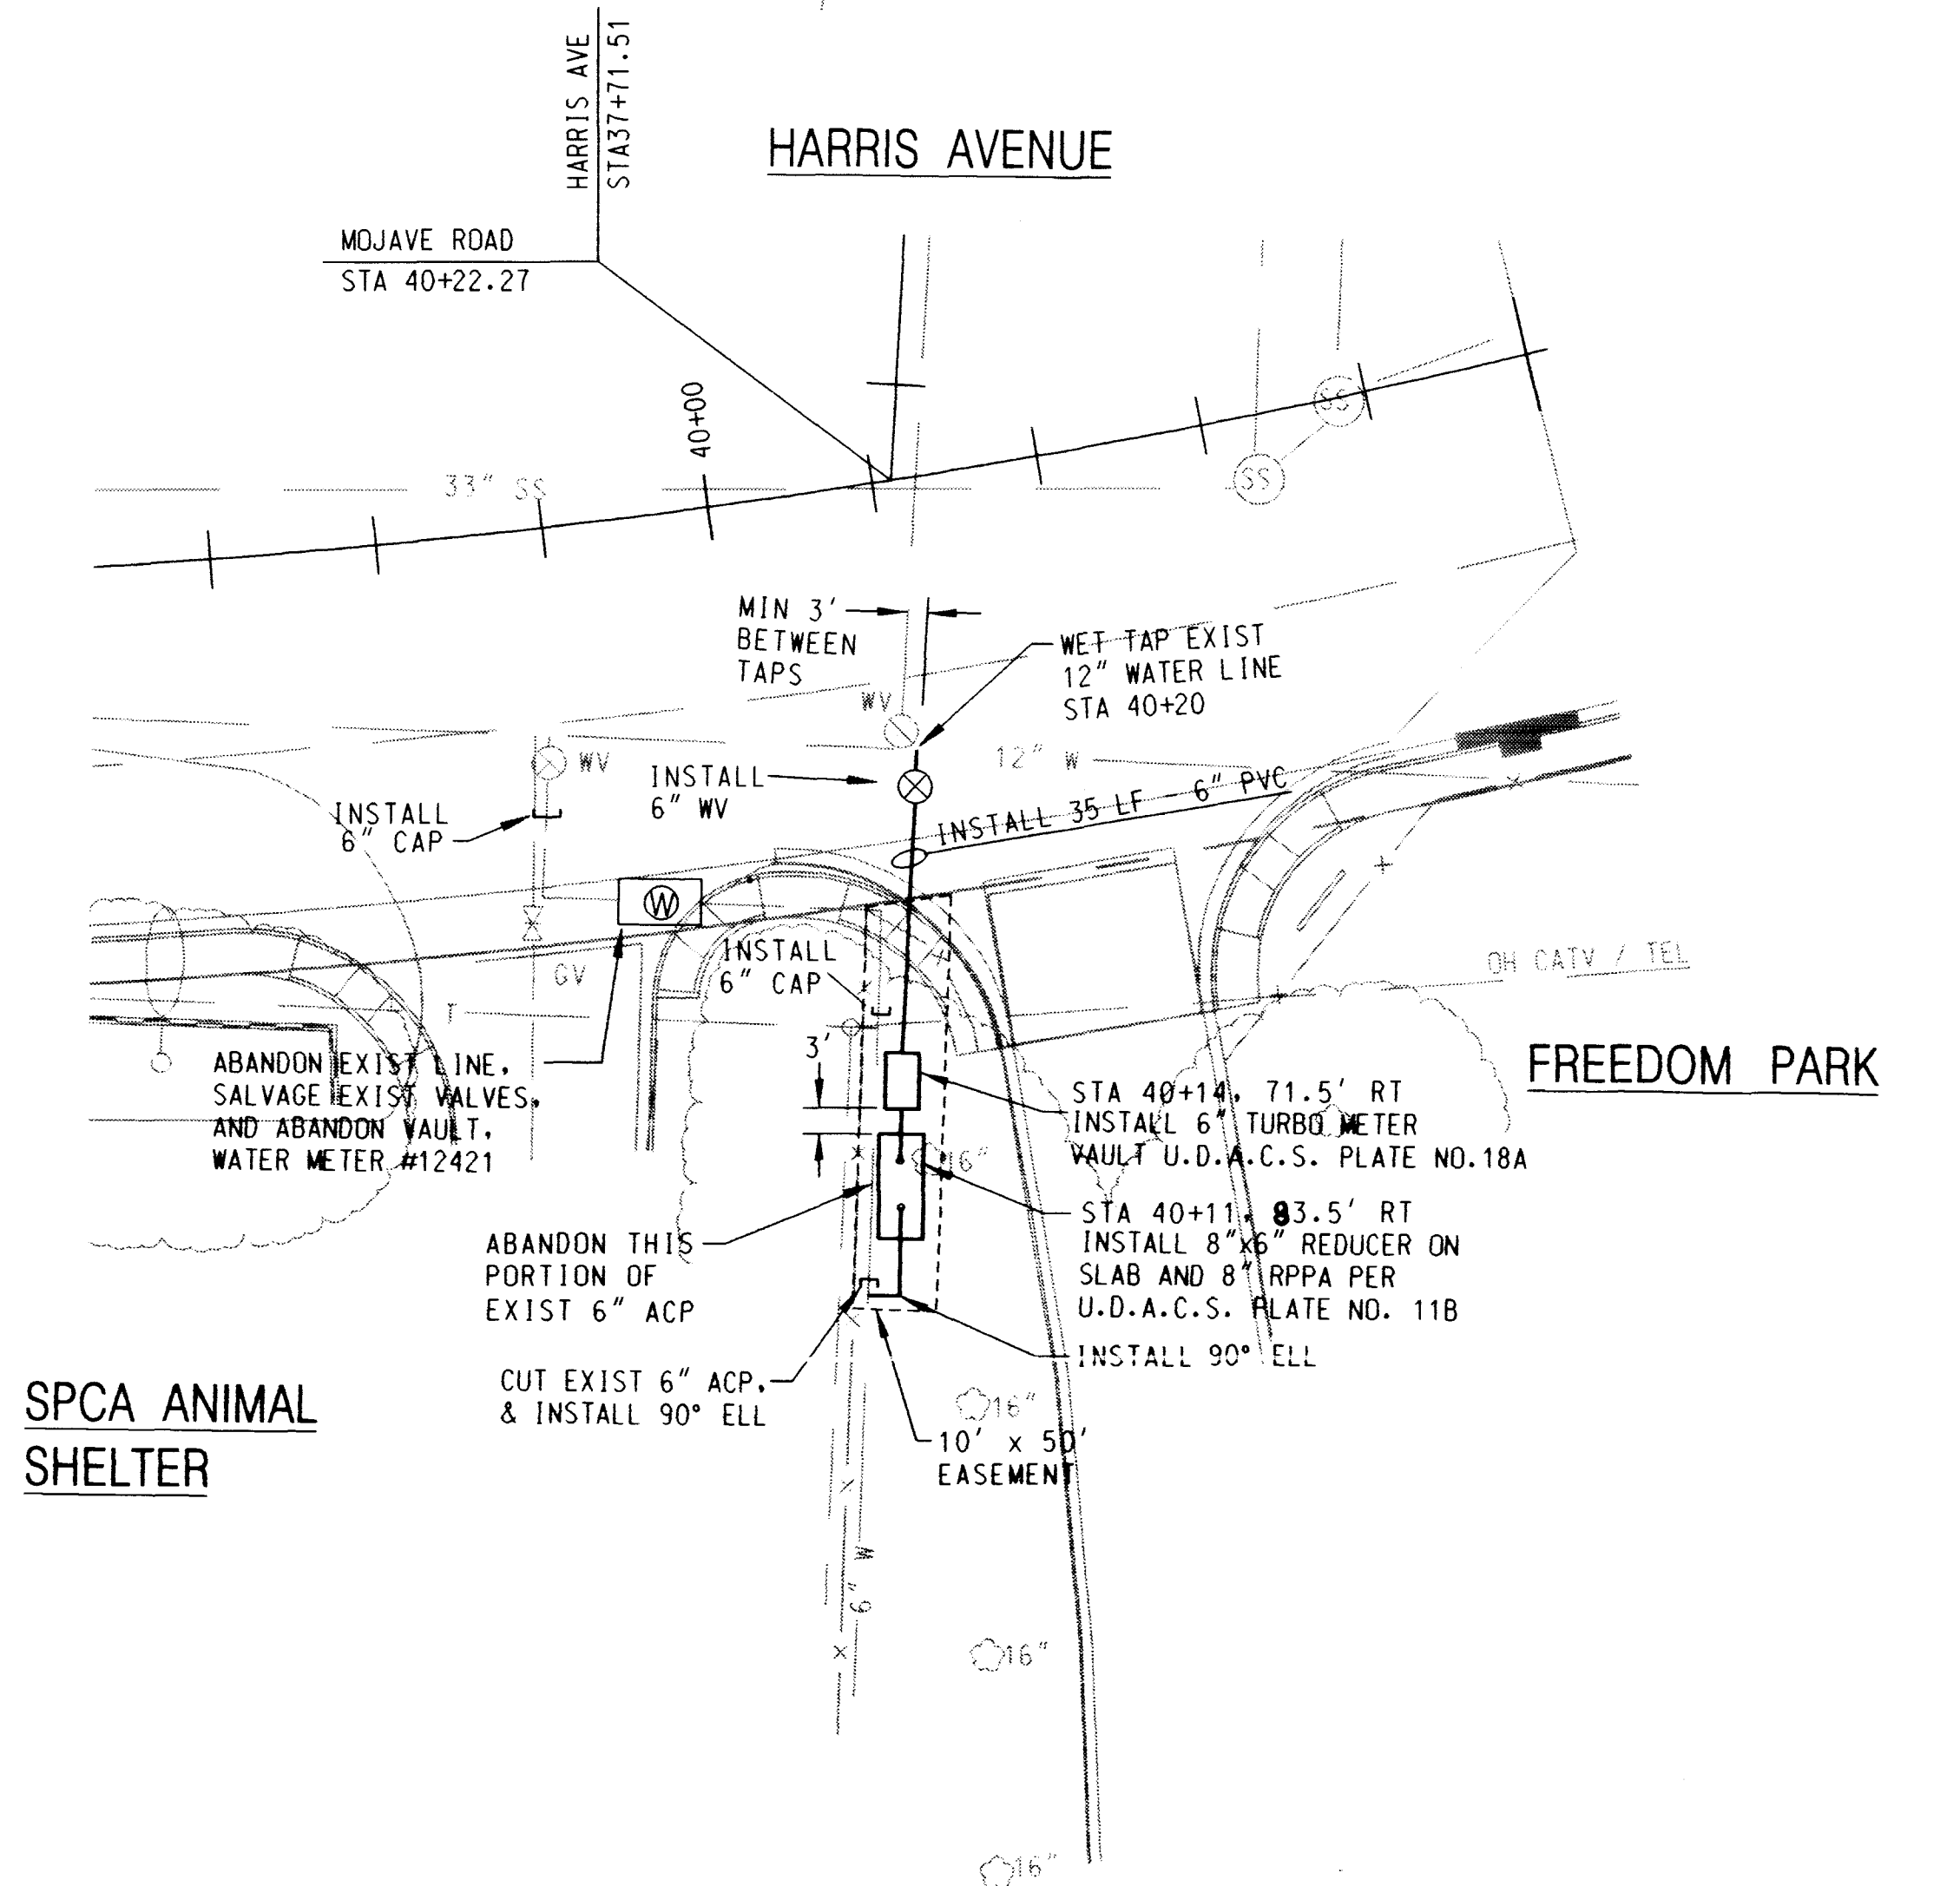 HARRIS AVE
STA37+71.51
HARRIS AVENUE
MOJAVE ROAD
STA 40+22.27
40+00
33" SS
SS
SS
MIN 3'
BETWEEN
TAPS
WET TAP EXIST
12" WATER LINE
STA 40+20
WV
WV
12" W
INSTALL
6" WV
INSTALL
6" CAP
INSTALL 35 LF - 6" PVC
W
INSTALL
6" CAP
GV
T
OH CATV / TEL
3'
ABANDON EXIST LINE,
SALVAGE EXIST VALVES,
AND ABANDON VAULT,
WATER METER #12421
FREEDOM PARK
STA 40+14, 71.5' RT
INSTALL 6" TURBO METER
VAULT U.D.A.C.S. PLATE NO.18A
16"
STA 40+11, 83.5' RT
INSTALL 8"x6" REDUCER ON
SLAB AND 8" RPPA PER
U.D.A.C.S. PLATE NO. 11B
ABANDON THIS
PORTION OF
EXIST 6" ACP
INSTALL 90° ELL
CUT EXIST 6" ACP,
& INSTALL 90° ELL
16"
10' x 50'
EASEMENT
SPCA ANIMAL
SHELTER
6" W
16"
16"